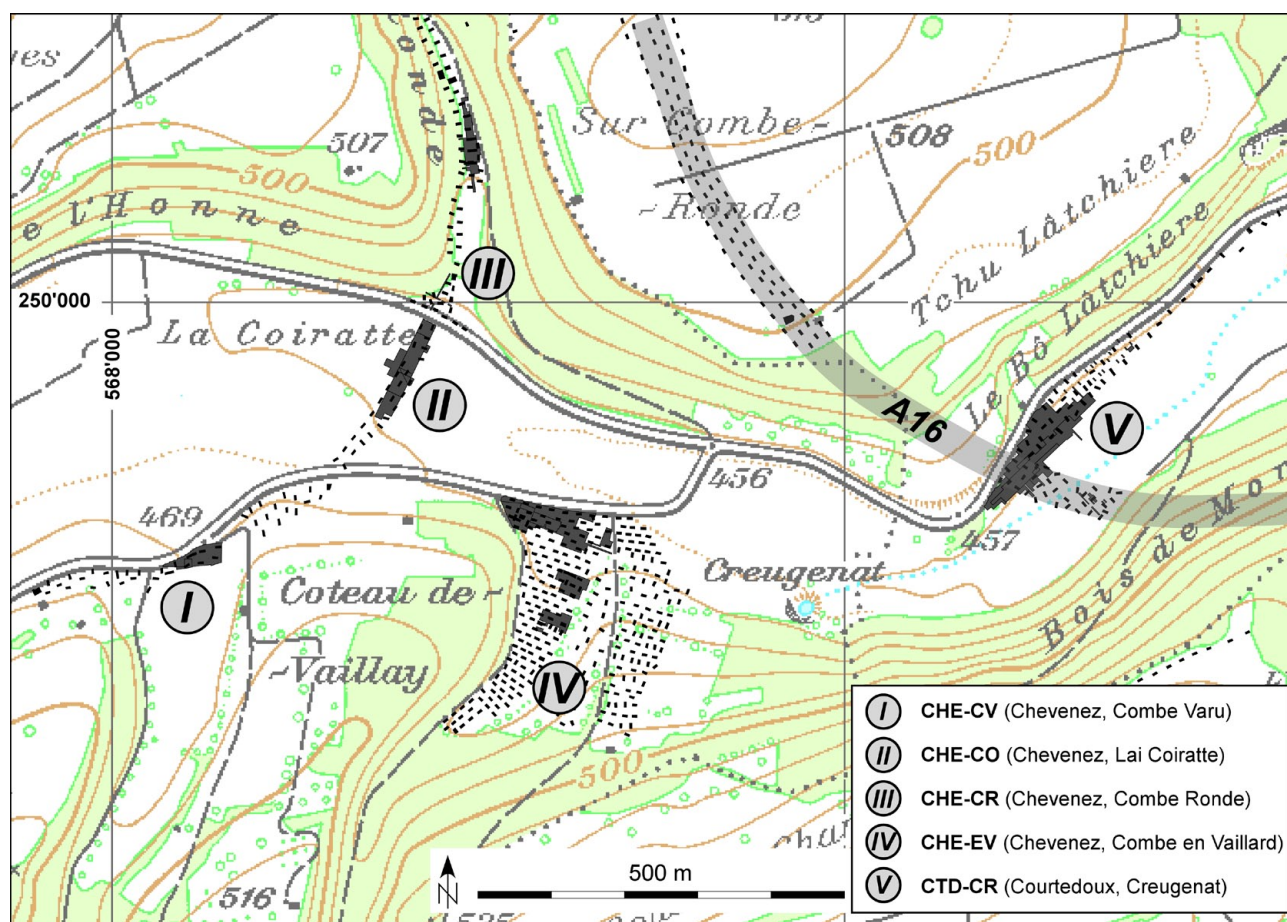 onde
507
Sur Combe-
508
500
-Ronde
500
e l'Honne
Tchu Lâtchiere
III
250'000
La Coiratte
568'000
Le Bô Lâtchiere
II
A16
V
456
469
457
Creugenat
Coteau de-
I
-Vaillay
Bois de Mor
IV
500
516
500 m
N
I CHE-CV (Chevenez, Combe Varu)
II CHE-CO (Chevenez, Lai Coiratte)
III CHE-CR (Chevenez, Combe Ronde)
IV CHE-EV (Chevenez, Combe en Vaillard)
V CTD-CR (Courtedoux, Creugenat)